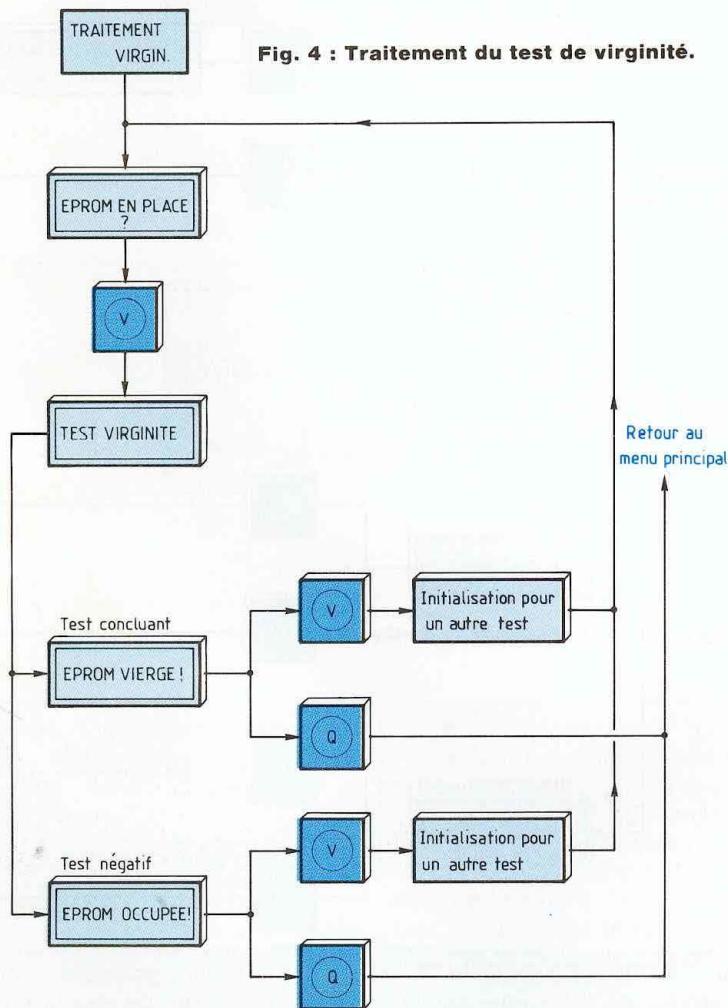 TRAITEMENT
VIRGIN.
Fig. 4 : Traitement du test de virginité.
EPROM EN PLACE
?
V
TEST VIRGINITE
Retour au
menu principal
Test concluant
EPROM VIERGE !
V
Initialisation pour
un autre test
Q
Test négatif
EPROM OCCUPEE!
V
Initialisation pour
un autre test
Q